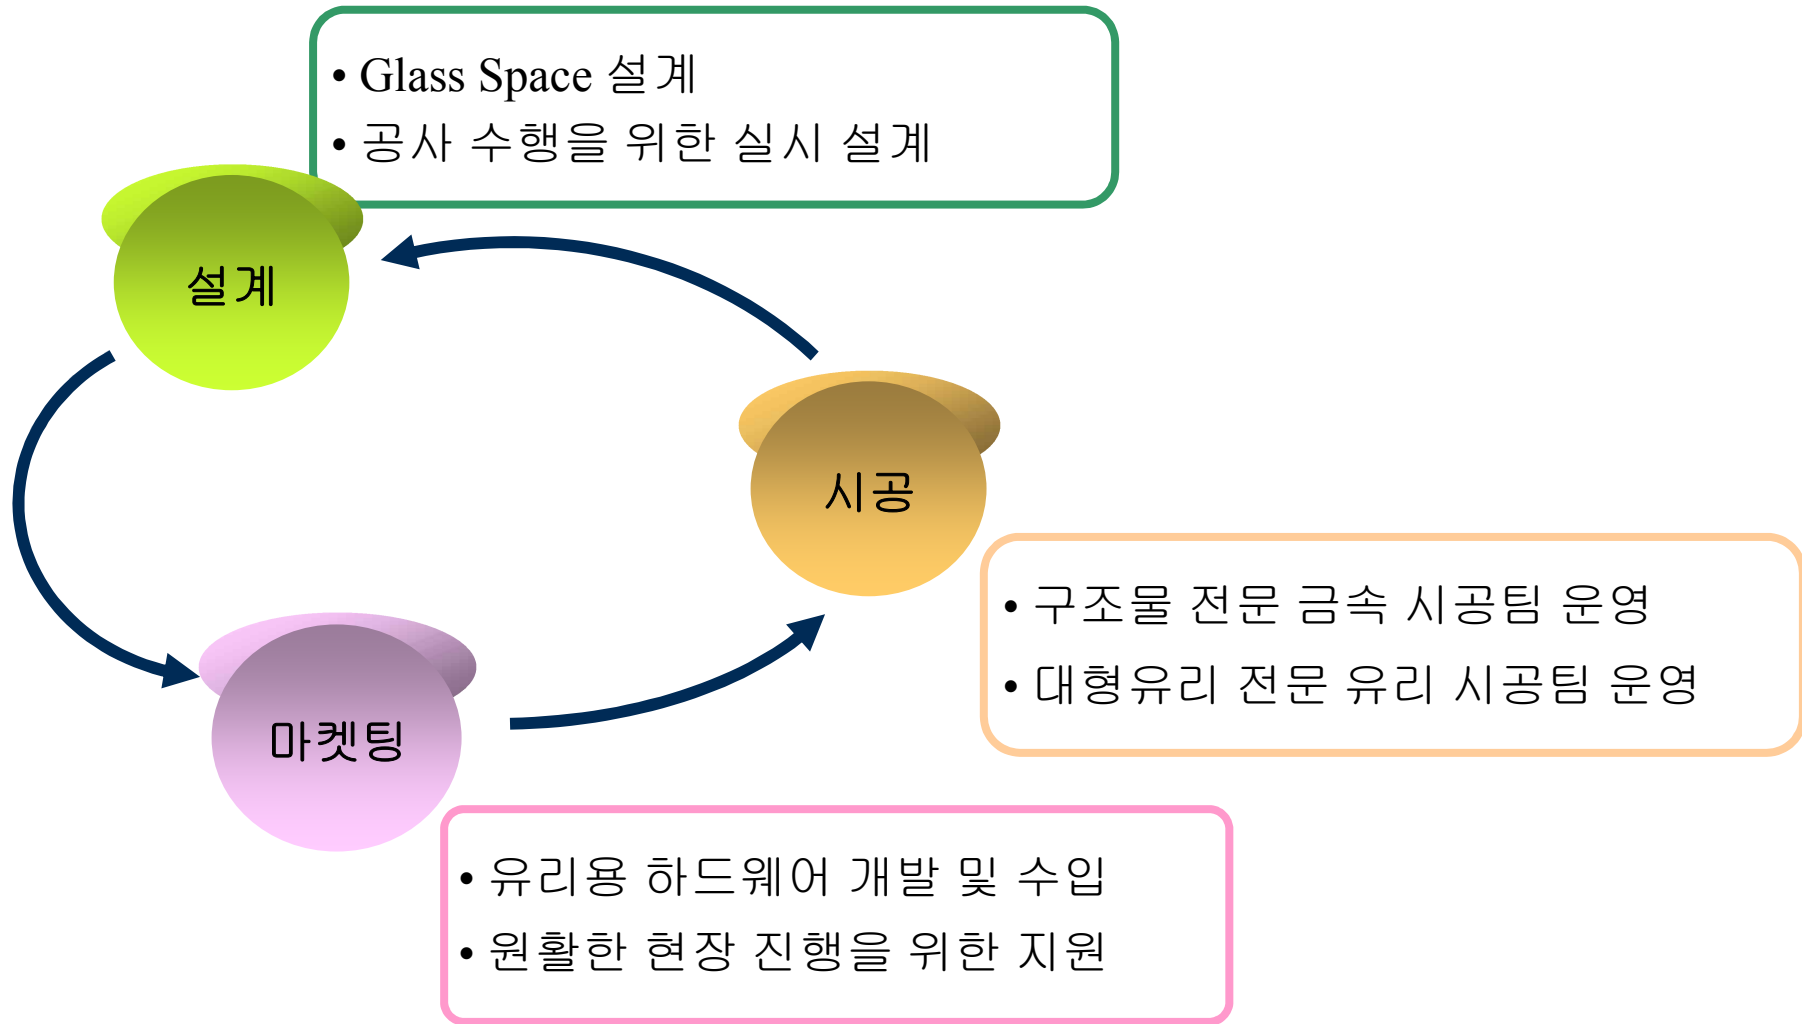 • Glass Space 설계
• 공사 수행을 위한 실시 설계
설계
시공
• 구조물 전문 금속 시공팀 운영
• 대형유리 전문 유리 시공팀 운영
마켓팅
• 유리용 하드웨어 개발 및 수입
• 원활한 현장 진행을 위한 지원